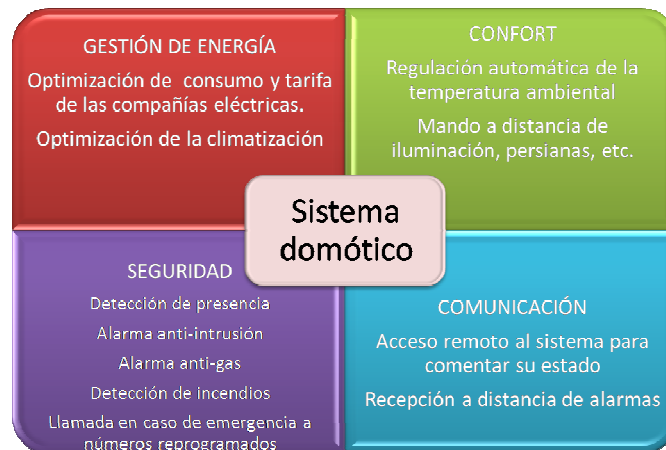 GESTIÓN DE ENERGÍA
Optimización de consumo y tarifa
de las compañías eléctricas.
Optimización de la climatización
CONFORT
Regulación automática de la
temperatura ambiental
Mando a distancia de
iluminación, persianas, etc.
Sistema
domótico
SEGURIDAD
Detección de presencia
Alarma anti-intrusión
Alarma anti-gas
Detección de incendios
Llamada en caso de emergencia a
números reprogramados
COMUNICACIÓN
Acceso remoto al sistema para
comentar su estado
Recepción a distancia de alarmas